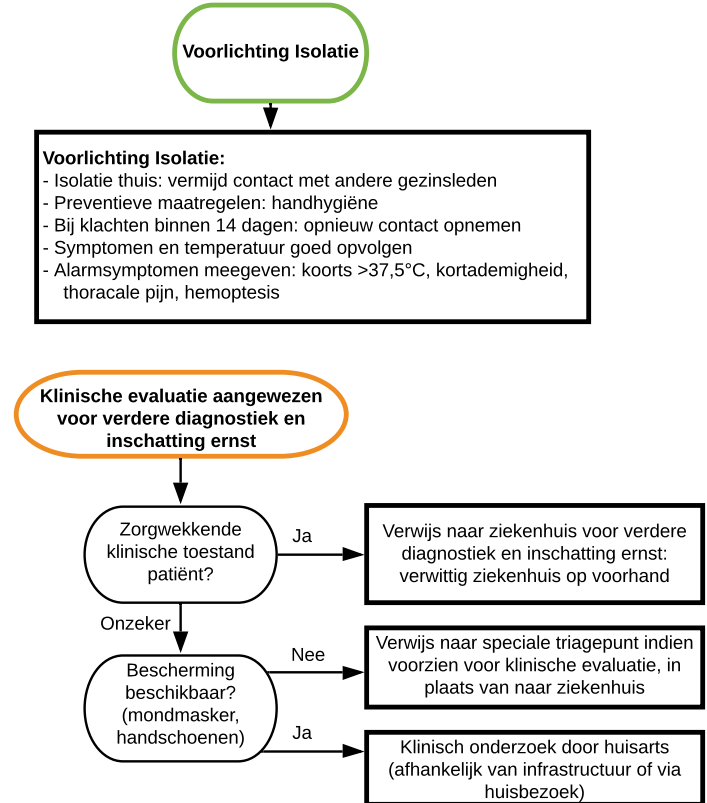 Voorlichting Isolatie
Voorlichting Isolatie:
- Isolatie thuis: vermijd contact met andere gezinsleden
- Preventieve maatregelen: handhygiëne
- Bij klachten binnen 14 dagen: opnieuw contact opnemen
- Symptomen en temperatuur goed opvolgen
- Alarmsymptomen meegeven: koorts >37,5°C, kortademigheid,
thoracale pijn, hemoptesis
Klinische evaluatie aangewezen
voor verdere diagnostiek en
inschatting ernst
Zorgwekkende
klinische toestand
patiënt?
Ja
Verwijs naar ziekenhuis voor verdere
diagnostiek en inschatting ernst:
verwittig ziekenhuis op voorhand
Onzeker
Bescherming
beschikbaar?
(mondmasker,
handschoenen)
Nee
Verwijs naar speciale triagepunt indien
voorzien voor klinische evaluatie, in
plaats van naar ziekenhuis
Ja
Klinisch onderzoek door huisarts
(afhankelijk van infrastructuur of via
huisbezoek)